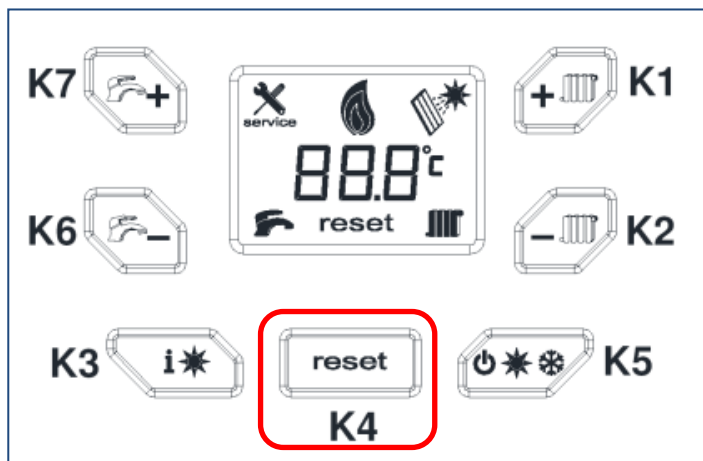 K7 + + K1
service
88.8°c
K6 - reset - K2
K3 i reset K5
K4